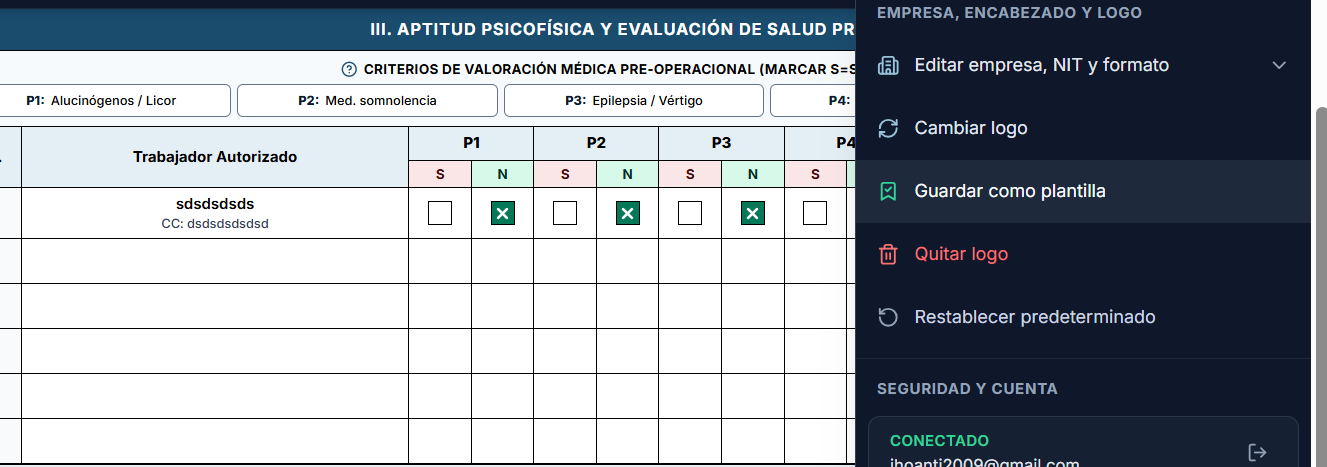 III. APTITUD PSICOFÍSICA Y EVALUACIÓN DE SALUD PR
CRITERIOS DE VALORACIÓN MÉDICA PRE-OPERACIONAL (MARCAR S=S
P1: Alucinógenos / Licor
P2: Med. somnolencia
P3: Epilepsia / Vértigo
P4:
Trabajador Autorizado
P1
P2
P3
P4
S N S N S N S
sdsdsdsds
CC: dsdsdsdsdsd
EMPRESA, ENCABEZADO Y LOGO
Editar empresa, NIT y formato
Cambiar logo
Guardar como plantilla
Quitar logo
Restablecer predeterminado
SEGURIDAD Y CUENTA
CONECTADO